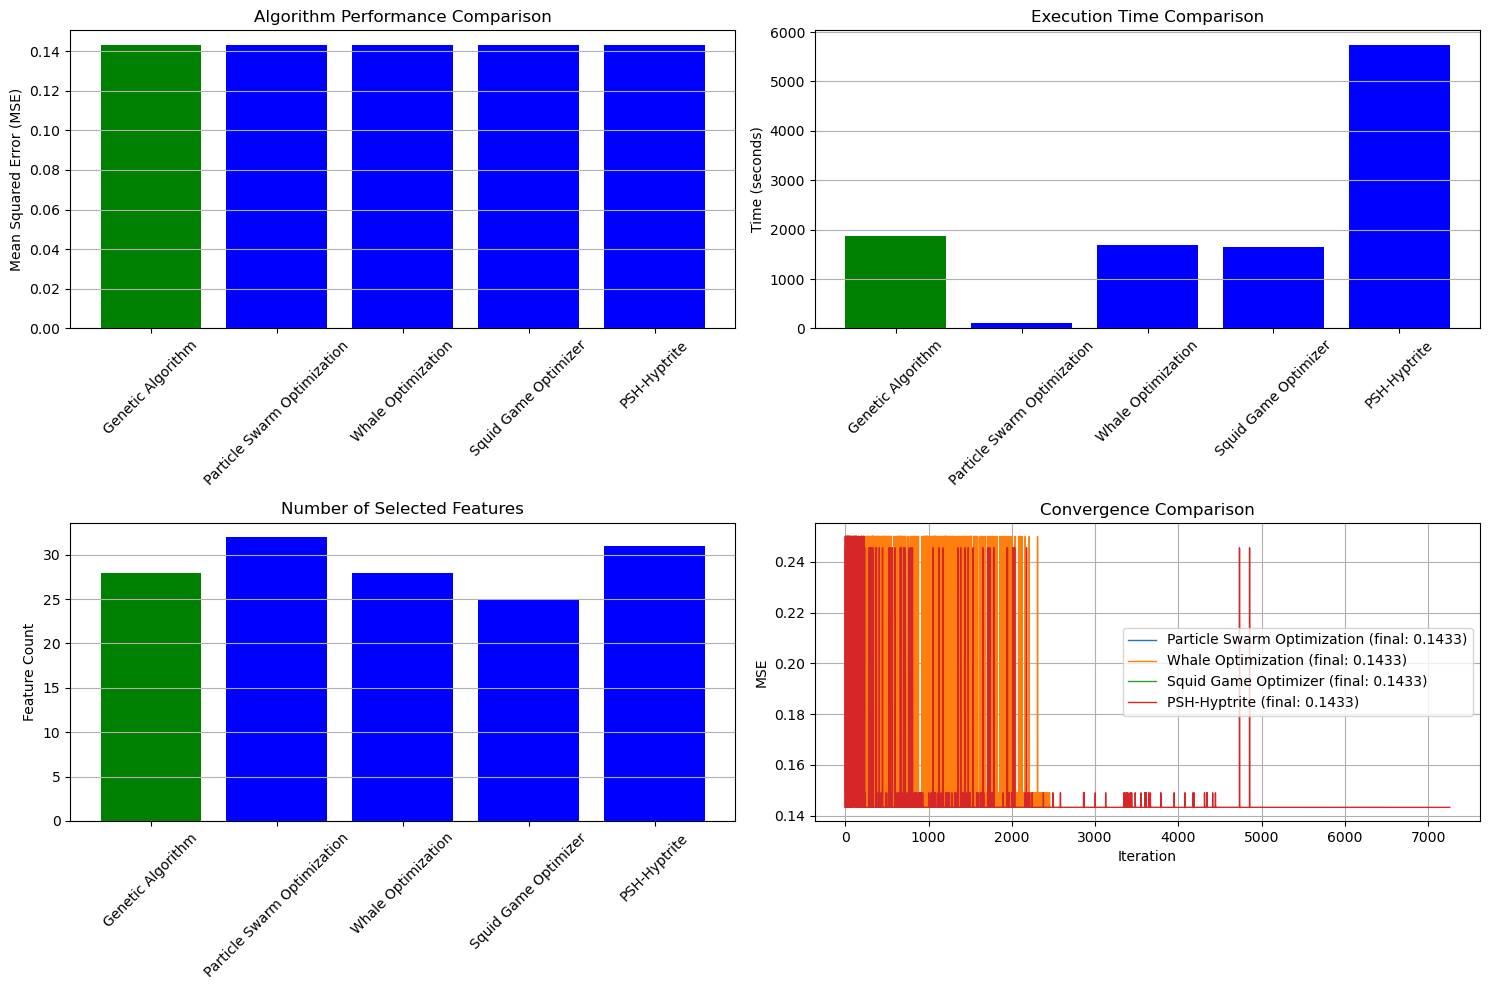 Algorithm Performance Comparison
Mean Squared Error (MSE)
0.14
0.12
0.10
0.08
0.06
0.04
0.02
0.00
Genetic Algorithm
Particle Swarm Optimization
Whale Optimization
Squid Game Optimizer
PSH-Hyptrite
Execution Time Comparison
Time (seconds)
6000
5000
4000
3000
2000
1000
0
Genetic Algorithm
Particle Swarm Optimization
Whale Optimization
Squid Game Optimizer
PSH-Hyptrite
Number of Selected Features
Feature Count
30
25
20
15
10
5
0
Genetic Algorithm
Particle Swarm Optimization
Whale Optimization
Squid Game Optimizer
PSH-Hyptrite
Convergence Comparison
MSE
0.24
0.22
0.20
0.18
0.16
0.14
Particle Swarm Optimization (final: 0.1433)
Whale Optimization (final: 0.1433)
Squid Game Optimizer (final: 0.1433)
PSH-Hyptrite (final: 0.1433)
0 1000 2000 3000 4000 5000 6000 7000
Iteration